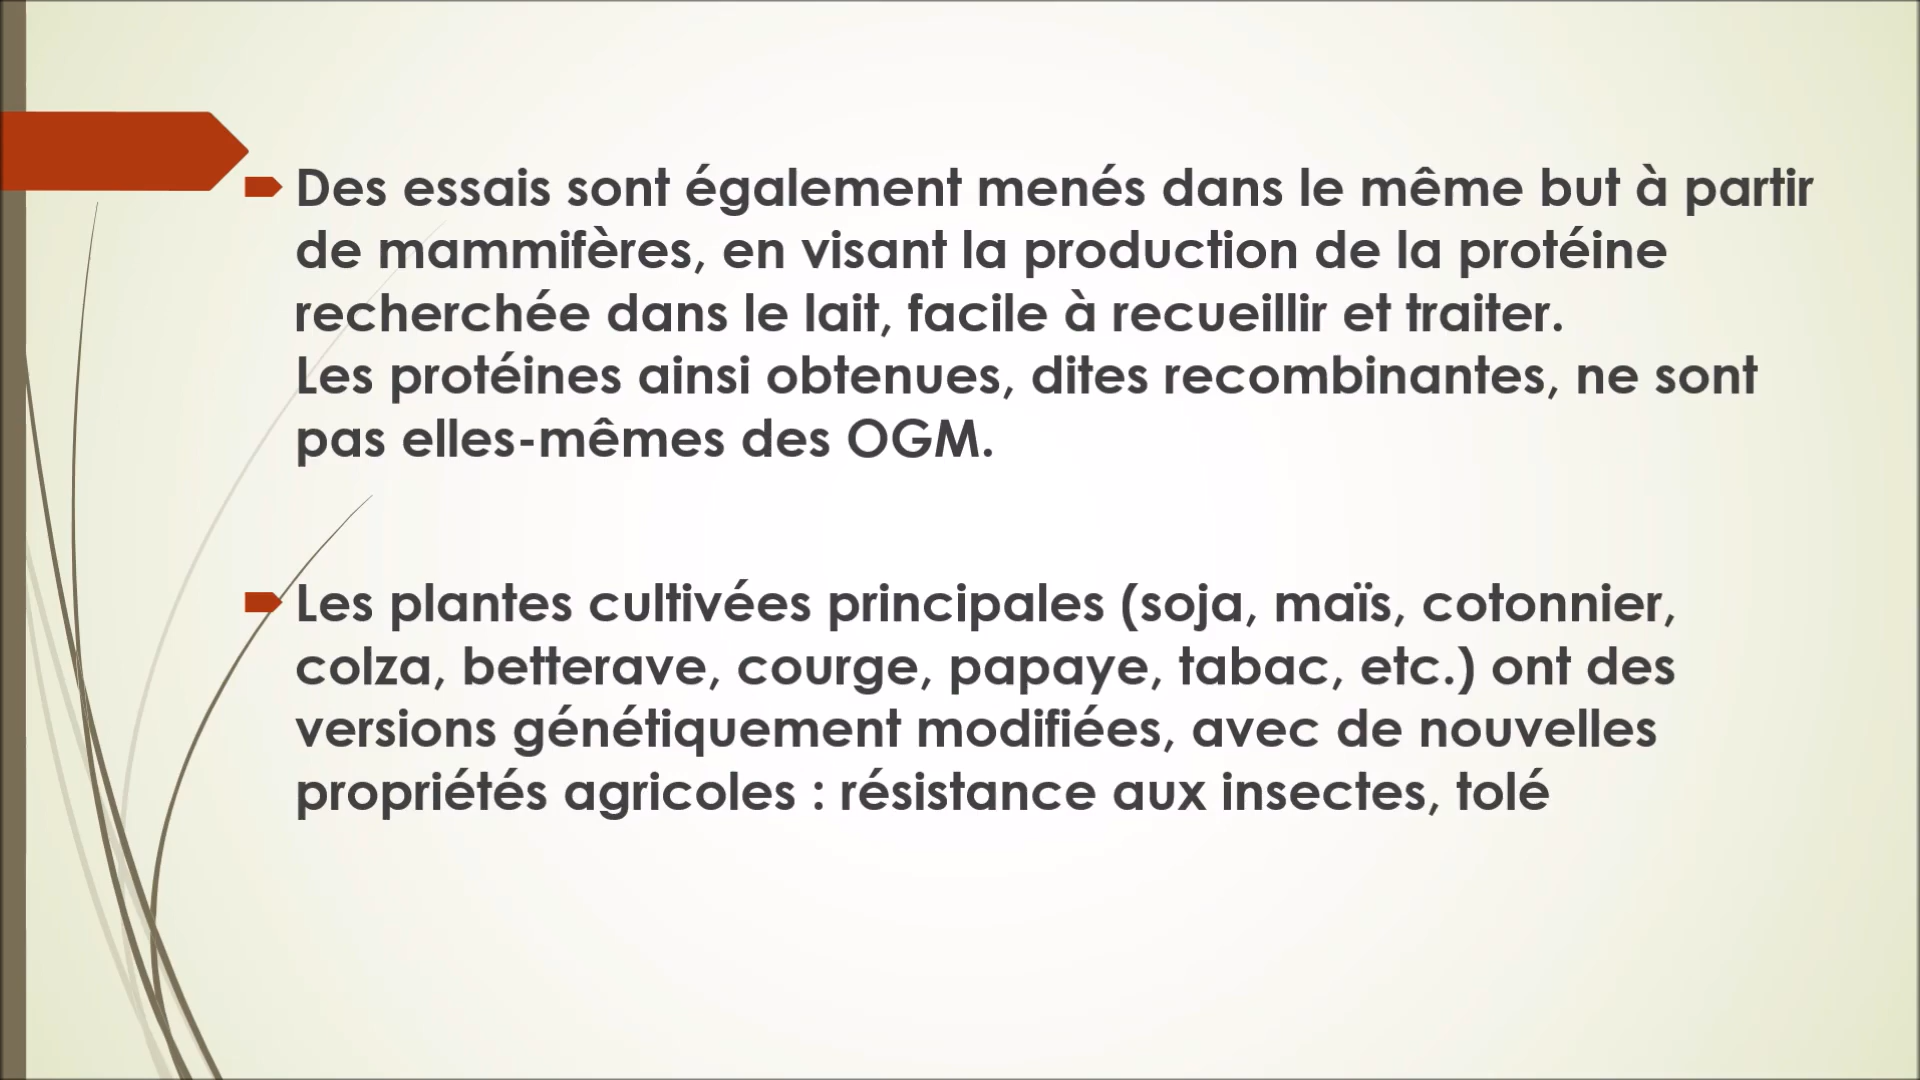 Des essais sont également menés dans le même but à partir
de mammifères, en visant la production de la protéine
recherchée dans le lait, facile à recueillir et traiter.
Les protéines ainsi obtenues, dites recombinantes, ne sont
pas elles-mêmes des OGM.
Les plantes cultivées principales (soja, maïs, cotonnier,
colza, betterave, courge, papaye, tabac, etc.) ont des
versions génétiquement modifiées, avec de nouvelles
propriétés agricoles : résistance aux insectes, tolé